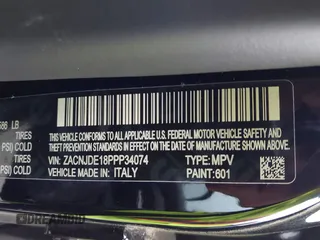 586 LB
TIRES
PSI) COLD
THIS VEHICLE CONFORMS TO ALL APPLICABLE
U.S. FEDERAL MOTOR VEHICLE SAFETY,
BUMPER, AND THEFT PREVENTION STANDARDS
IN EFFECT ON THE DATE OF MANUFACTURE
SHOWN ABOVE.
TIRES
PSI) COLD
VIN: ZACNJDE18PPP34074 TYPE: MPV
MADE IN: ITALY PAINT: 601